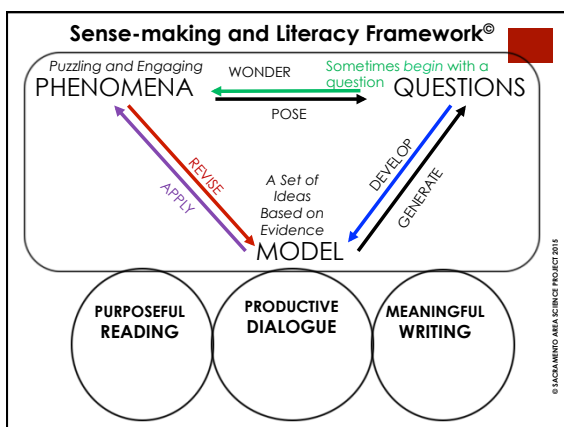 Sense-making and Literacy Framework©
Puzzling and Engaging
PHENOMENA
WONDER
POSE
Sometimes begin with a
question
QUESTIONS
REVISE
APPLY
DEVELOP
GENERATE
A Set of
Ideas
Based on
Evidence
MODEL
PURPOSEFUL
READING
PRODUCTIVE
DIALOGUE
MEANINGFUL
WRITING
© SACRAMENTO AREA SCIENCE PROJECT 2015